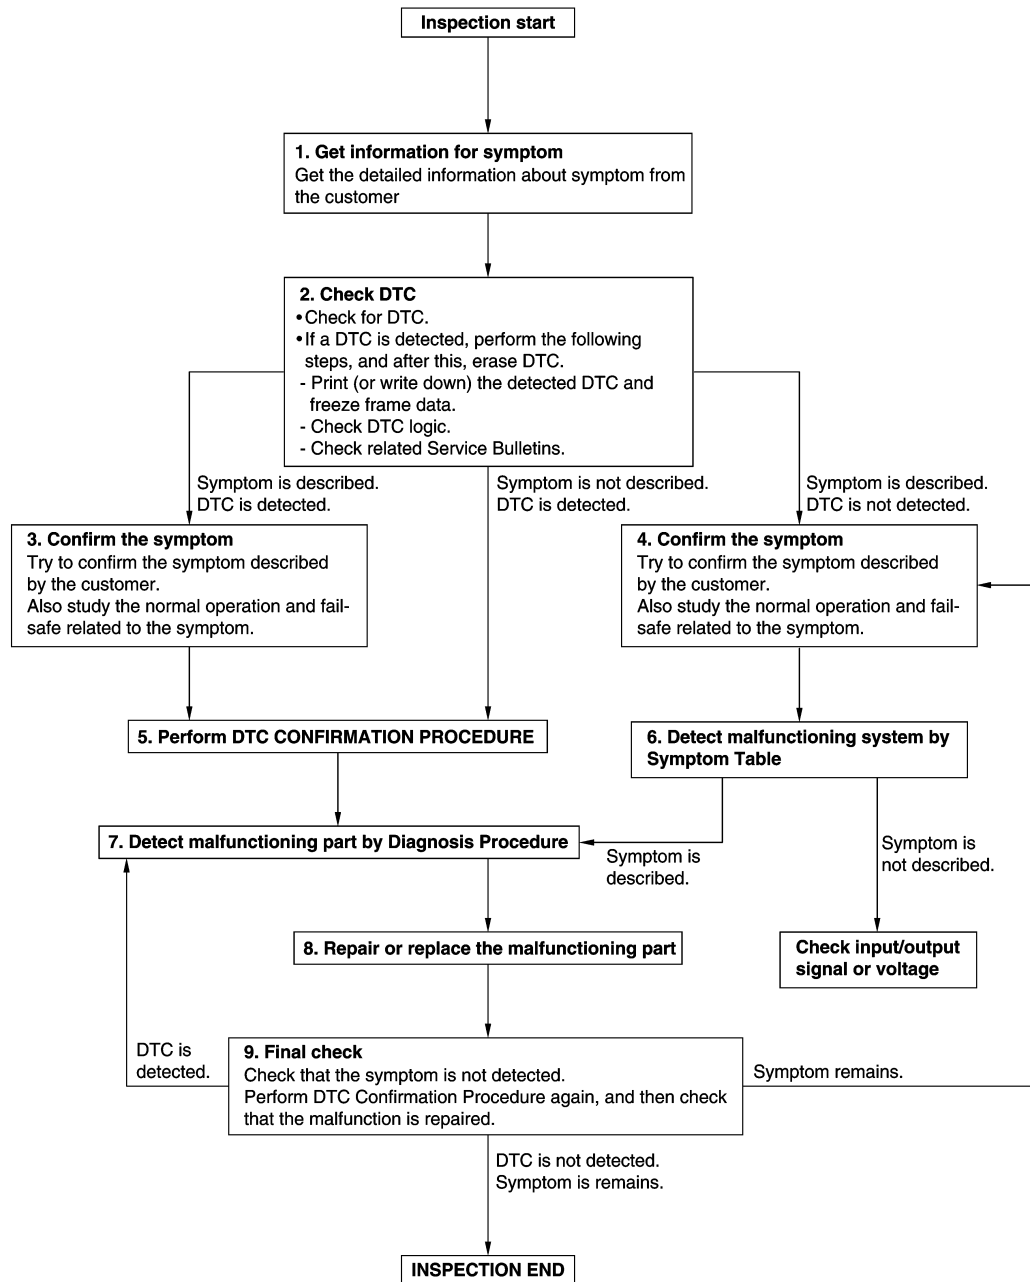 Inspection start
1. Get information for symptom
Get the detailed information about symptom from
the customer
2. Check DTC
•Check for DTC.
•If a DTC is detected, perform the following
steps, and after this, erase DTC.
- Print (or write down) the detected DTC and
freeze frame data.
- Check DTC logic.
- Check related Service Bulletins.
Symptom is described.
DTC is detected.
Symptom is not described.
DTC is detected.
Symptom is described.
DTC is not detected.
3. Confirm the symptom
Try to confirm the symptom described
by the customer.
Also study the normal operation and fail-
safe related to the symptom.
4. Confirm the symptom
Try to confirm the symptom described
by the customer.
Also study the normal operation and fail-
safe related to the symptom.
5. Perform DTC CONFIRMATION PROCEDURE
6. Detect malfunctioning system by
Symptom Table
7. Detect malfunctioning part by Diagnosis Procedure
Symptom is
described.
Symptom is
not described.
8. Repair or replace the malfunctioning part
Check input/output
signal or voltage
DTC is
detected.
9. Final check
Check that the symptom is not detected.
Perform DTC Confirmation Procedure again, and then check
that the malfunction is repaired.
Symptom remains.
DTC is not detected.
Symptom is remains.
INSPECTION END